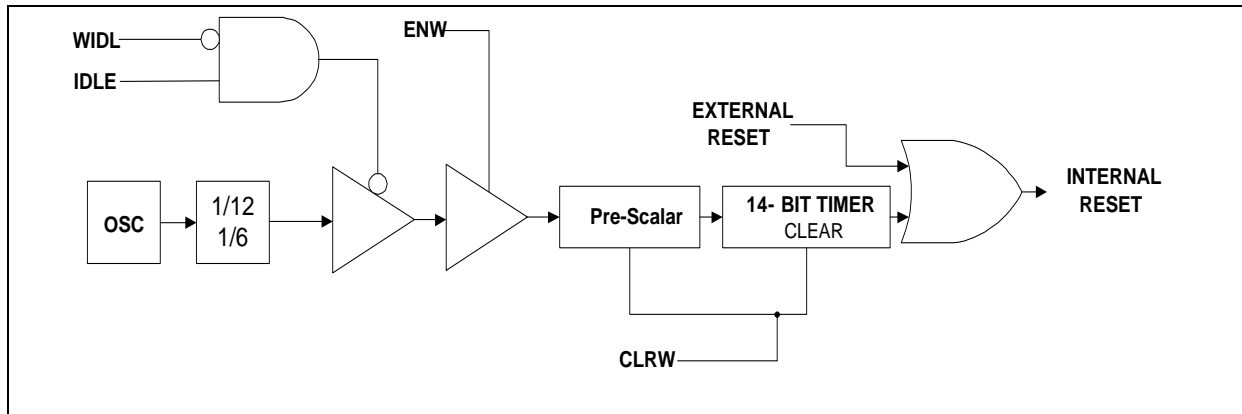 WIDL
IDLE
ENW
EXTERNAL
RESET
INTERNAL
RESET
OSC
1/12
1/6
Pre-Scalar
14- BIT TIMER
CLEAR
CLRW